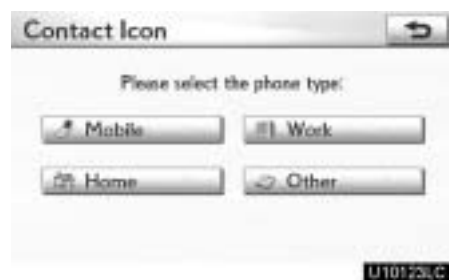 Contact Icon
Please select the phone type:
Mobile Work
Home Other
U10123LC